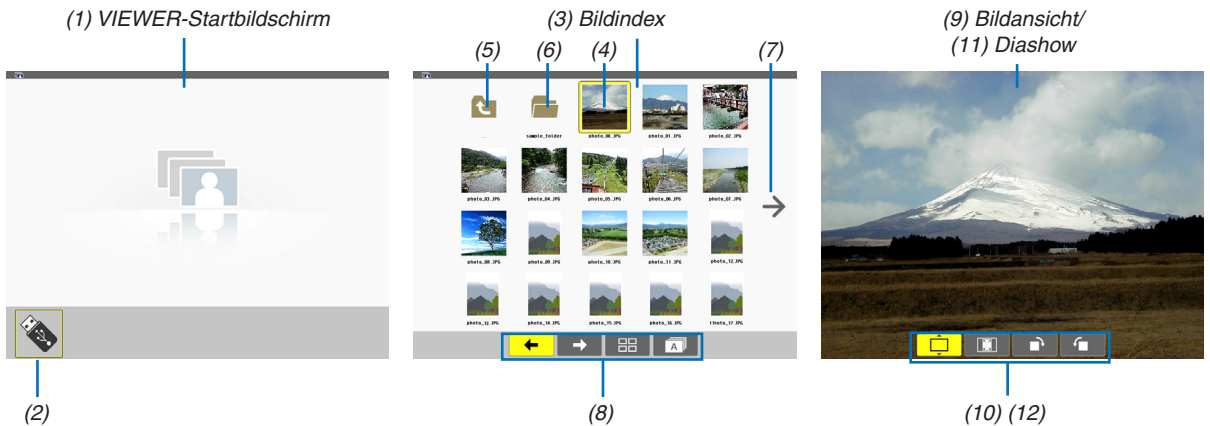 (1) VIEWER-Startbildschirm
(3) Bildindex
(9) Bildansicht/
(11) Diashow
(5)
(6)
(4)
(7)
..
sample_folder
photo_00.JPG
photo_01.JPG
photo_02.JPG
photo_03.JPG
photo_04.JPG
photo_05.JPG
photo_06.JPG
photo_07.JPG
photo_08.JPG
photo_09.JPG
photo_10.JPG
photo_11.JPG
photo_12.JPG
photo_13.JPG
photo_14.JPG
photo_15.JPG
photo_16.JPG
photo_17.JPG
A
(2)
(8)
(10) (12)